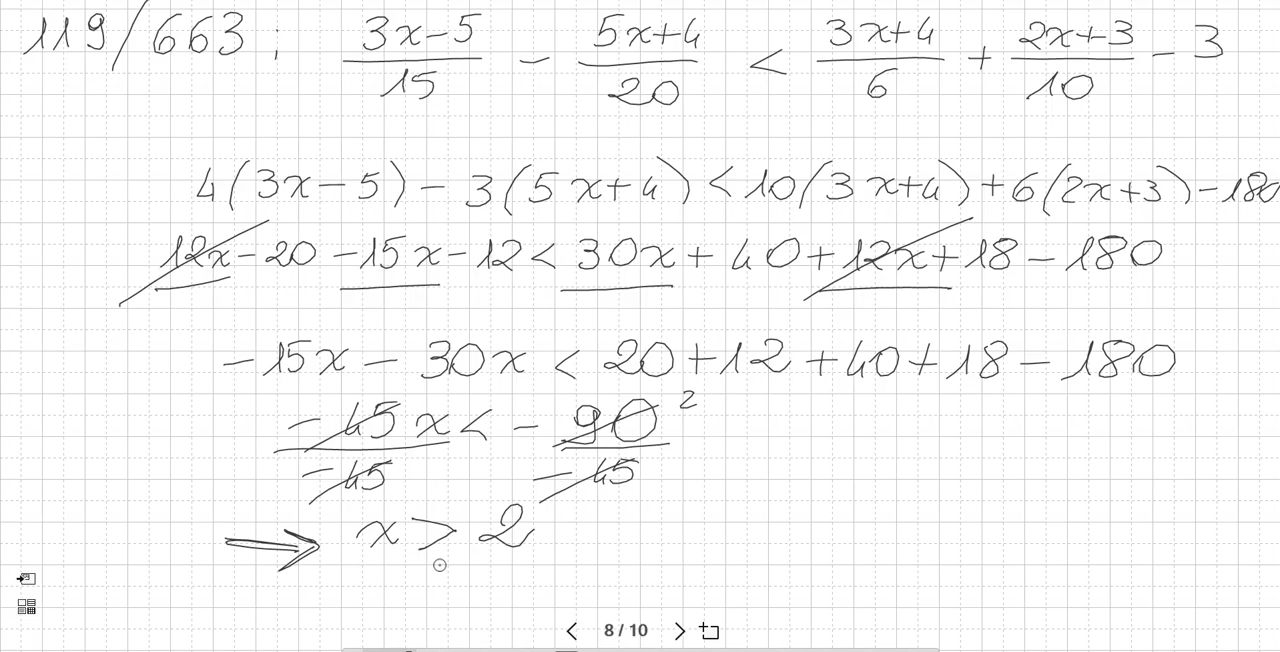 119/663; (3x-5)/15 - (5x+4)/20 < (3x+4)/6 + (2x+3)/10 - 3
4(3x-5) - 3(5x+4) < 10(3x+4) + 6(2x+3) - 180
12x - 20 - 15x - 12 < 30x + 40 + 12x + 18 - 180
-15x - 30x < 20 + 12 + 40 + 18 - 180
-45x/-45 < -90/-45 2
⇒ x > 2
8 / 10